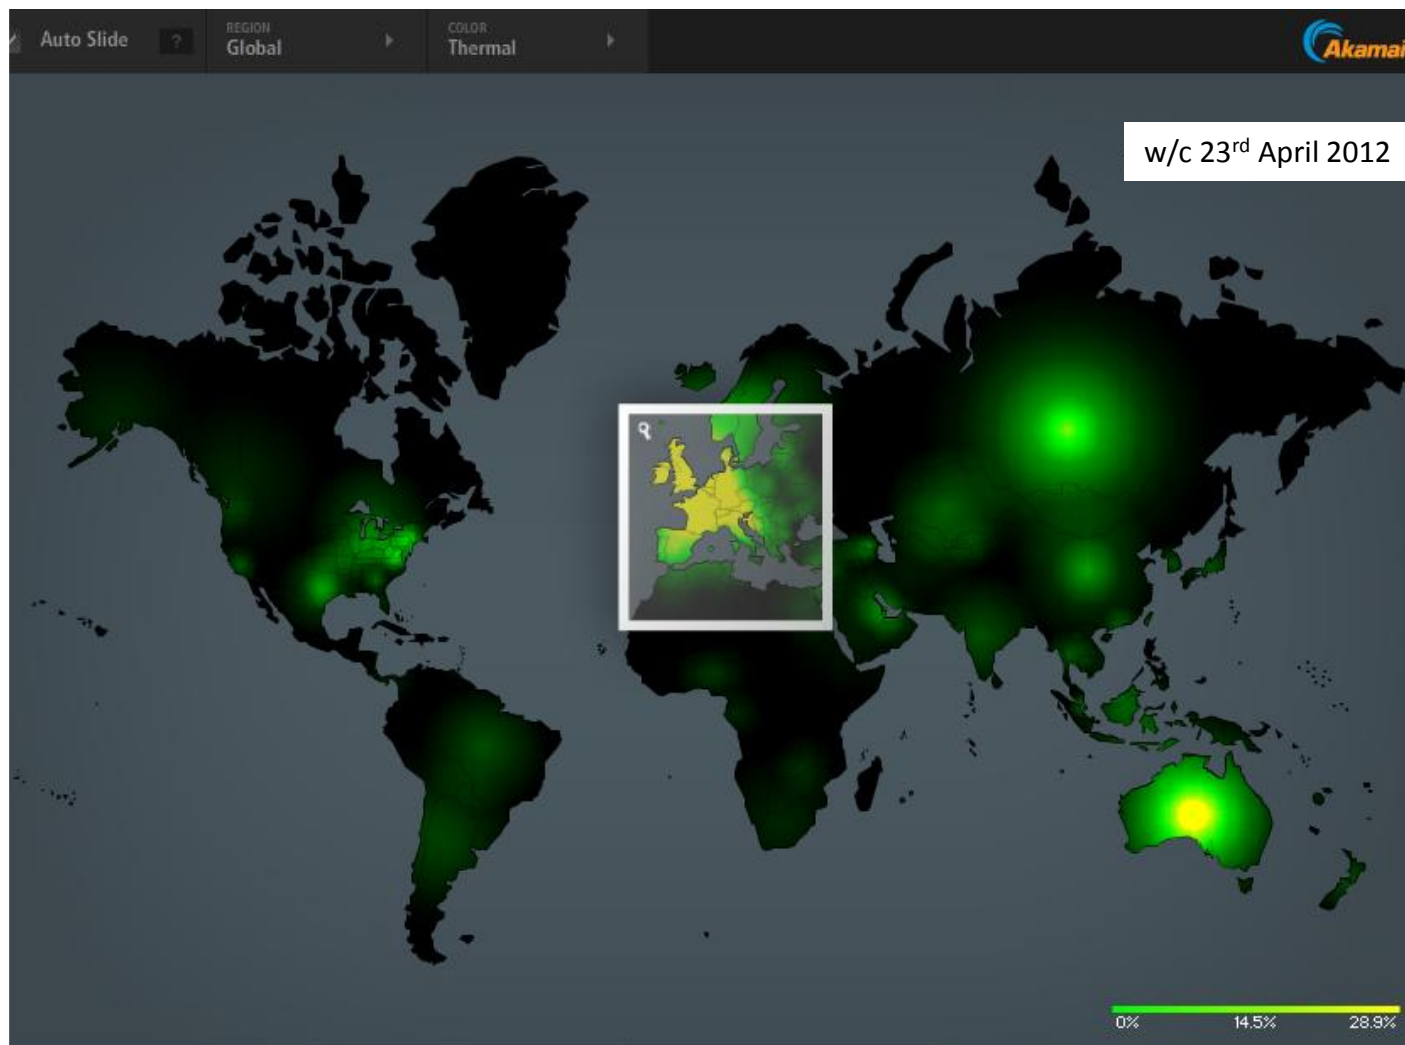 Auto Slide
?
REGION
Global
COLOR
Thermal
Akamai
w/c 23rd April 2012
0% 14.5% 28.9%